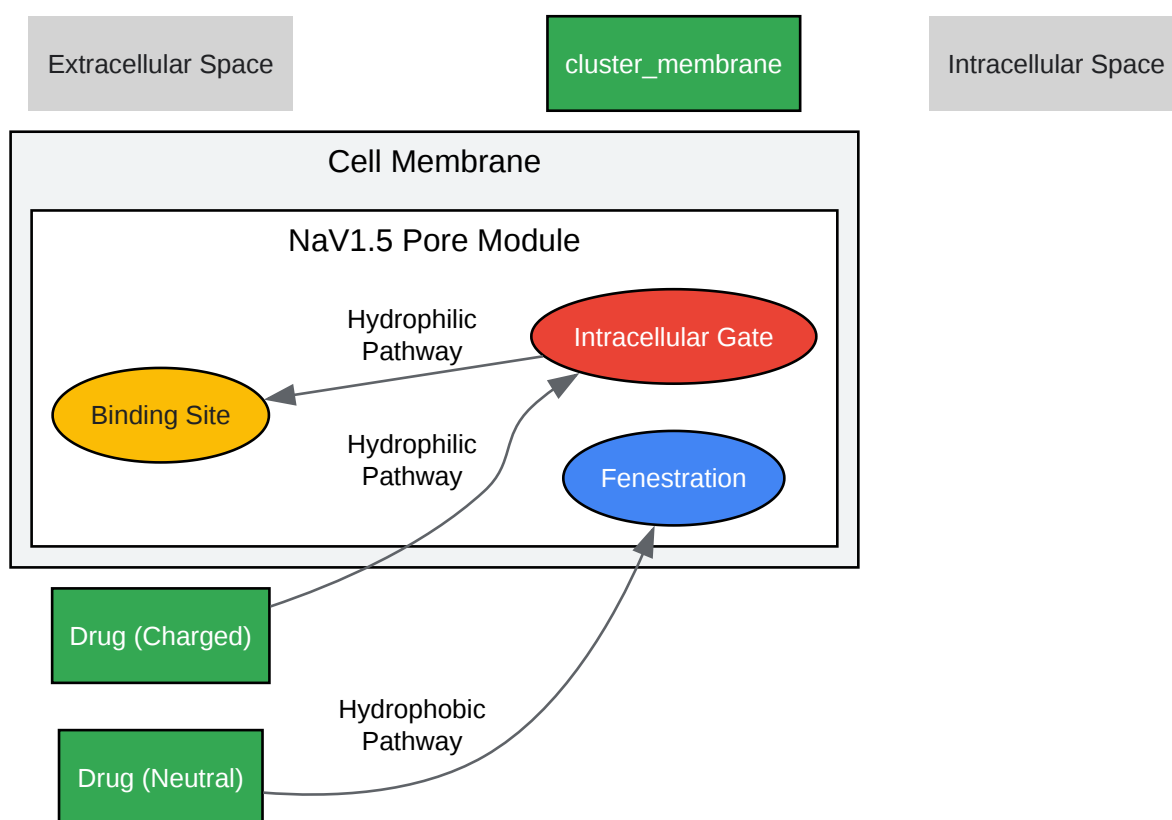 Extracellular Space
cluster_membrane
Intracellular Space
Cell Membrane
NaV1.5 Pore Module
Hydrophilic
Pathway
Intracellular Gate
Binding Site
Hydrophilic
Pathway
Fenestration
Drug (Charged)
Hydrophobic
Pathway
Drug (Neutral)